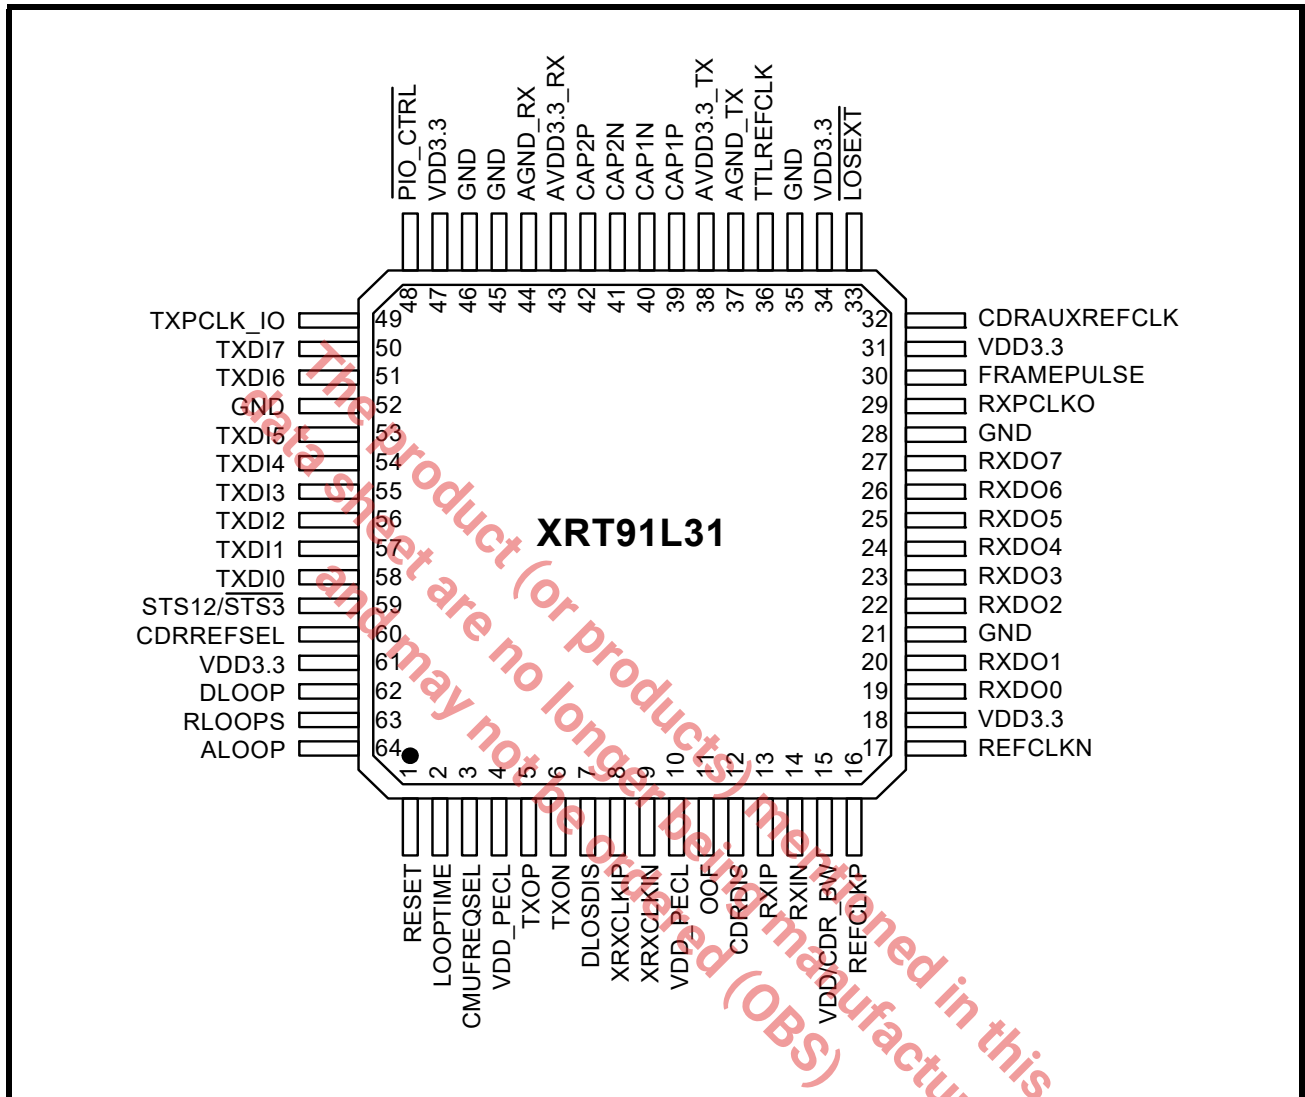 PIO_CTRL
VDD3.3
GND
GND
AGND_RX
AVDD3.3_RX
CAP2P
CAP2N
CAP1N
CAP1P
AVDD3.3_TX
AGND_TX
TTLREFCLK
GND
VDD3.3
LOSEXT
48 47 46 45 44 43 42 41 40 39 38 37 36 35 34 33
TXPCLK_IO 49
TXDI7 50
TXDI6 51
GND 52
TXDI5 53
TXDI4 54
TXDI3 55
TXDI2 56
TXDI1 57
TXDI0 58
STS12/STS3 59
CDRREFSEL 60
VDD3.3 61
DLOOP 62
RLOOPS 63
ALOOP 64
XRT91L31
32 CDRAUXREFCLK
31 VDD3.3
30 FRAMEPULSE
29 RXPCLKO
28 GND
27 RXDO7
26 RXDO6
25 RXDO5
24 RXDO4
23 RXDO3
22 RXDO2
21 GND
20 RXDO1
19 RXDO0
18 VDD3.3
17 REFCLKN
1 2 3 4 5 6 7 8 9 10 11 12 13 14 15 16
RESET
LOOPTIME
CMUFREQSEL
VDD_PECL
TXOP
TXON
DLOSDIS
XRXCLKIP
XRXCLKIN
VDD_PECL
OOF
CDRDIS
RXIP
RXIN
VDD/CDR_BW
REFCLKP
The product (or products) mentioned in this
data sheet are no longer being manufactu
and may not be ordered (OBS)